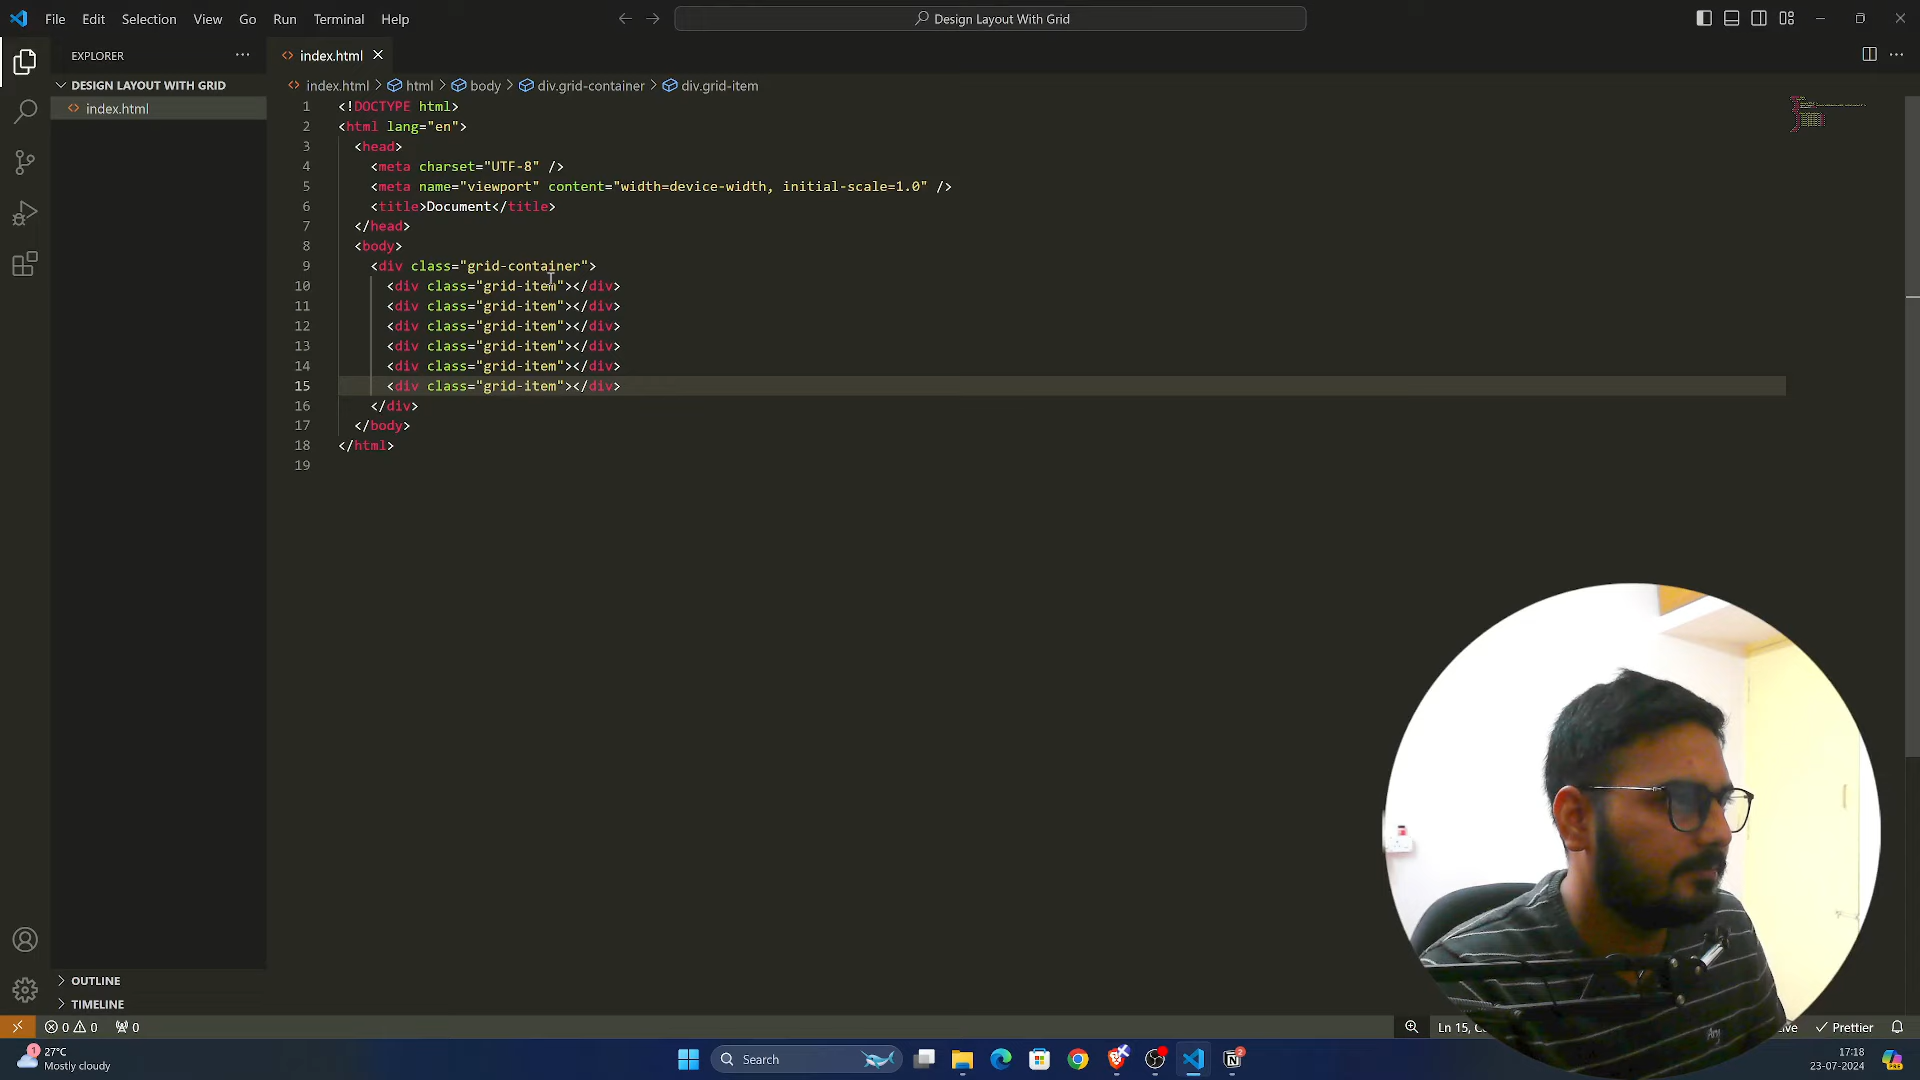 File Edit Selection View Go Run Terminal Help
Design Layout With Grid
EXPLORER
DESIGN LAYOUT WITH GRID
index.html
index.html
index.html > html > body > div.grid-container > div.grid-item
1 <!DOCTYPE html>
2 <html lang="en">
3 <head>
4 <meta charset="UTF-8" />
5 <meta name="viewport" content="width=device-width, initial-scale=1.0" />
6 <title>Document</title>
7 </head>
8 <body>
9 <div class="grid-container">
10 <div class="grid-item"></div>
11 <div class="grid-item"></div>
12 <div class="grid-item"></div>
13 <div class="grid-item"></div>
14 <div class="grid-item"></div>
15 <div class="grid-item"></div>
16 </div>
17 </body>
18 </html>
19
OUTLINE
TIMELINE
0 0 0
Ln 15, Prettier
1
27°C
Mostly cloudy
Search
2
17:18
23-07-2024
PRE